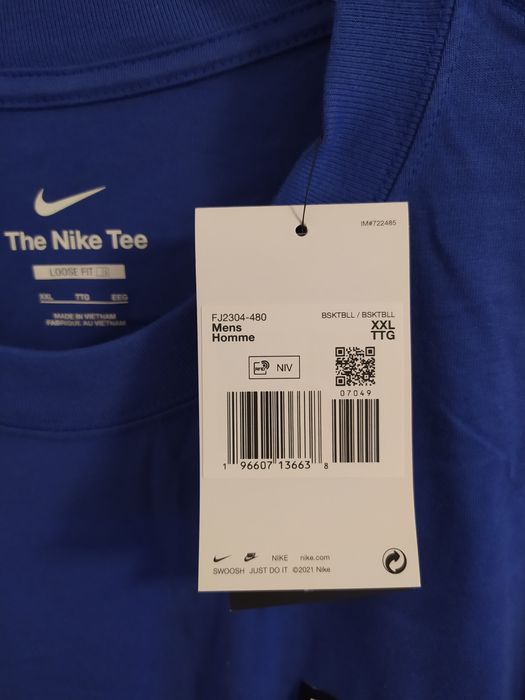 The Nike Tee
LOOSE FIT
XXL TTG EEG
MADE IN VIETNAM
FABRIQUÉ AU VIETNAM
IM#722485
FJ2304-480
Mens
Homme
BSKTBLL / BSKTBLL
XXL
TTG
RFID
NIV
07049
1 96607 13663 8
NIKE nike.com
SWOOSH JUST DO IT ©2021 Nike